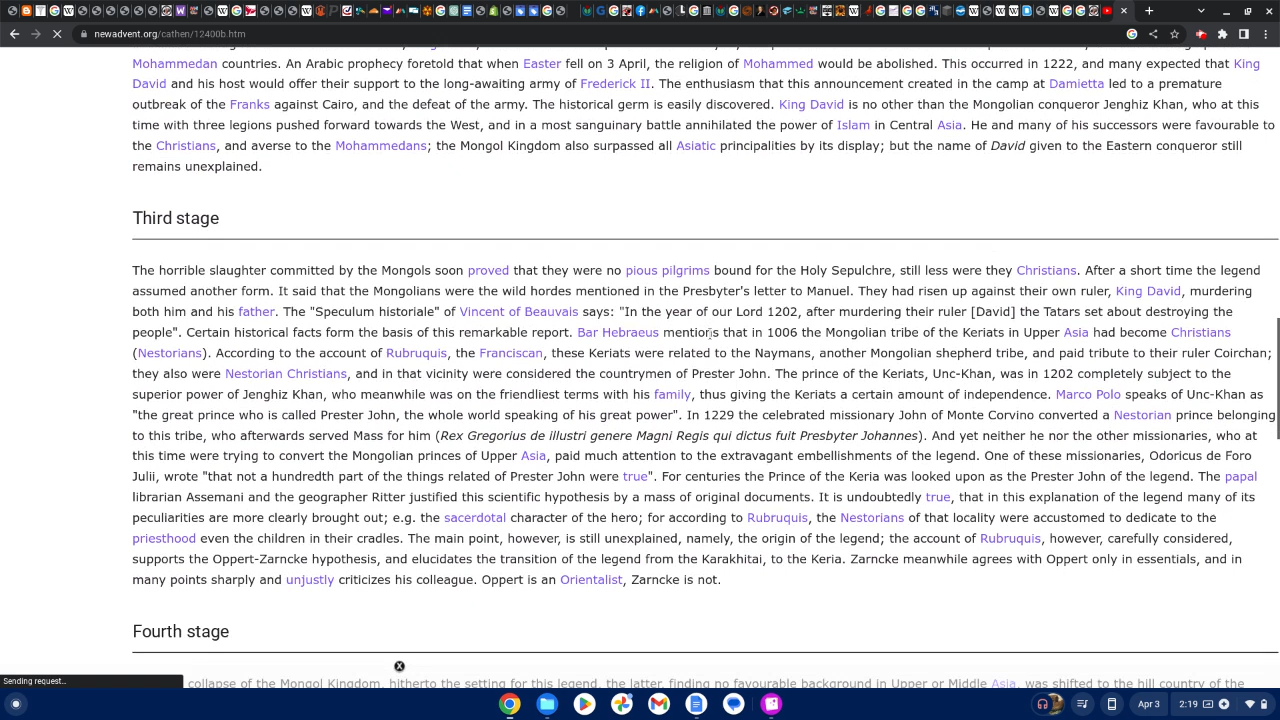 newadvent.org/cathen/12400b.htm
Mohammedan countries. An Arabic prophecy foretold that when Easter fell on 3 April, the religion of Mohammed would be abolished. This occurred in 1222, and many expected that King
David and his host would offer their support to the long-awaiting army of Frederick II. The enthusiasm that this announcement created in the camp at Damietta led to a premature
outbreak of the Franks against Cairo, and the defeat of the army. The historical germ is easily discovered. King David is no other than the Mongolian conqueror Jenghiz Khan, who at this
time with three legions pushed forward towards the West, and in a most sanguinary battle annihilated the power of Islam in Central Asia. He and many of his successors were favourable to
the Christians, and averse to the Mohammedans; the Mongol Kingdom also surpassed all Asiatic principalities by its display; but the name of David given to the Eastern conqueror still
remains unexplained.
Third stage
The horrible slaughter committed by the Mongols soon proved that they were no pious pilgrims bound for the Holy Sepulchre, still less were they Christians. After a short time the legend
assumed another form. It said that the Mongolians were the wild hordes mentioned in the Presbyter's letter to Manuel. They had risen up against their own ruler, King David, murdering
both him and his father. The "Speculum historiale" of Vincent of Beauvais says: "In the year of our Lord 1202, after murdering their ruler [David] the Tatars set about destroying the
people". Certain historical facts form the basis of this remarkable report. Bar Hebraeus mentions that in 1006 the Mongolian tribe of the Keriats in Upper Asia had become Christians
(Nestorians). According to the account of Rubruquis, the Franciscan, these Keriats were related to the Naymans, another Mongolian shepherd tribe, and paid tribute to their ruler Coirchan;
they also were Nestorian Christians, and in that vicinity were considered the countrymen of Prester John. The prince of the Keriats, Unc-Khan, was in 1202 completely subject to the
superior power of Jenghiz Khan, who meanwhile was on the friendliest terms with his family, thus giving the Keriats a certain amount of independence. Marco Polo speaks of Unc-Khan as
"the great prince who is called Prester John, the whole world speaking of his great power". In 1229 the celebrated missionary John of Monte Corvino converted a Nestorian prince belonging
to this tribe, who afterwards served Mass for him (Rex Gregorius de illustri genere Magni Regis qui dictus fuit Presbyter Johannes). And yet neither he nor the other missionaries, who at
this time were trying to convert the Mongolian princes of Upper Asia, paid much attention to the extravagant embellishments of the legend. One of these missionaries, Odoricus de Foro
Julii, wrote "that not a hundredth part of the things related of Prester John were true". For centuries the Prince of the Keria was looked upon as the Prester John of the legend. The papal
librarian Assemani and the geographer Ritter justified this scientific hypothesis by a mass of original documents. It is undoubtedly true, that in this explanation of the legend many of its
peculiarities are more clearly brought out; e.g. the sacerdotal character of the hero; for according to Rubruquis, the Nestorians of that locality were accustomed to dedicate to the
priesthood even the children in their cradles. The main point, however, is still unexplained, namely, the origin of the legend; the account of Rubruquis, however, carefully considered,
supports the Oppert-Zarncke hypothesis, and elucidates the transition of the legend from the Karakhitai, to the Keria. Zarncke meanwhile agrees with Oppert only in essentials, and in
many points sharply and unjustly criticizes his colleague. Oppert is an Orientalist, Zarncke is not.
Fourth stage
Sending request...
collapse of the Mongol Kingdom, hitherto the setting for this legend, the latter, finding no favourable background in Upper or Middle Asia, was shifted to the hill country of the
Apr 3
2:19